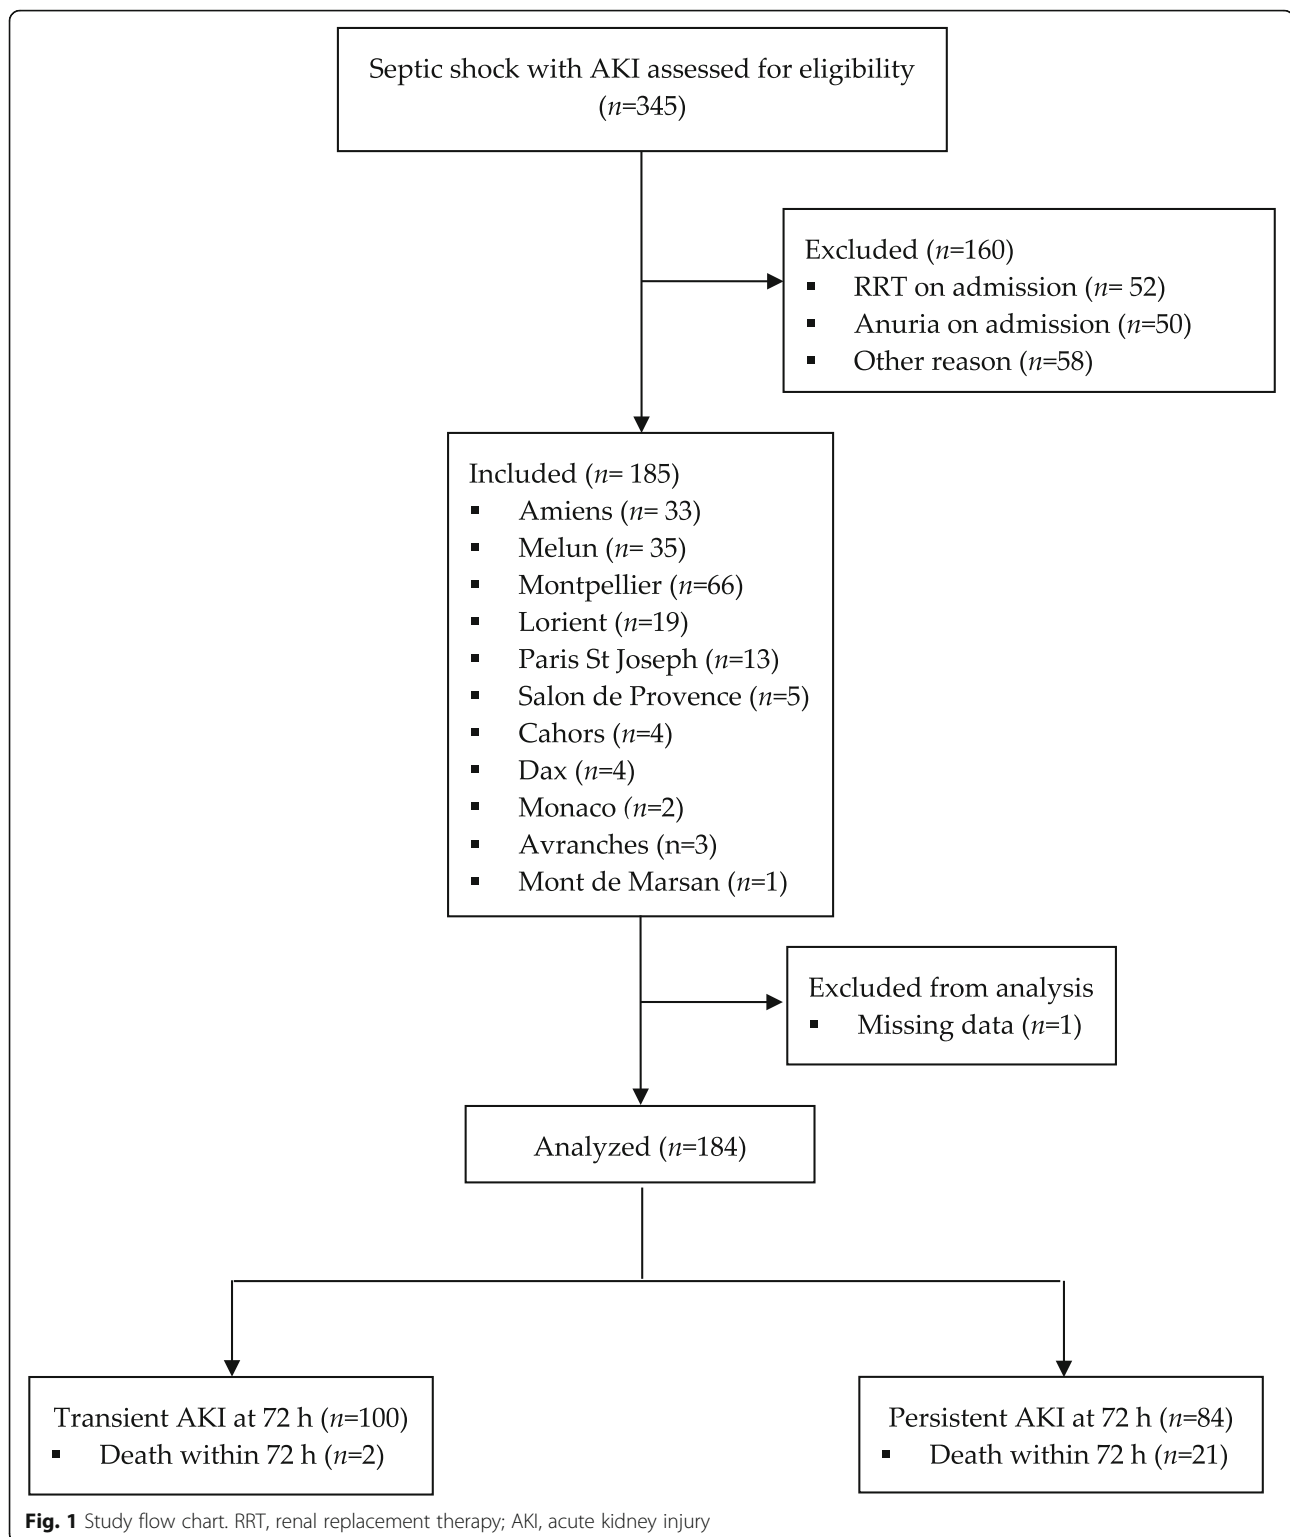 Septic shock with AKI assessed for eligibility
(n=345)
Excluded (n=160)
▪ RRT on admission (n= 52)
▪ Anuria on admission (n=50)
▪ Other reason (n=58)
Included (n= 185)
▪ Amiens (n= 33)
▪ Melun (n= 35)
▪ Montpellier (n=66)
▪ Lorient (n=19)
▪ Paris St Joseph (n=13)
▪ Salon de Provence (n=5)
▪ Cahors (n=4)
▪ Dax (n=4)
▪ Monaco (n=2)
▪ Avranches (n=3)
▪ Mont de Marsan (n=1)
Excluded from analysis
▪ Missing data (n=1)
Analyzed (n=184)
Transient AKI at 72 h (n=100)
▪ Death within 72 h (n=2)
Persistent AKI at 72 h (n=84)
▪ Death within 72 h (n=21)
Fig. 1 Study flow chart. RRT, renal replacement therapy; AKI, acute kidney injury